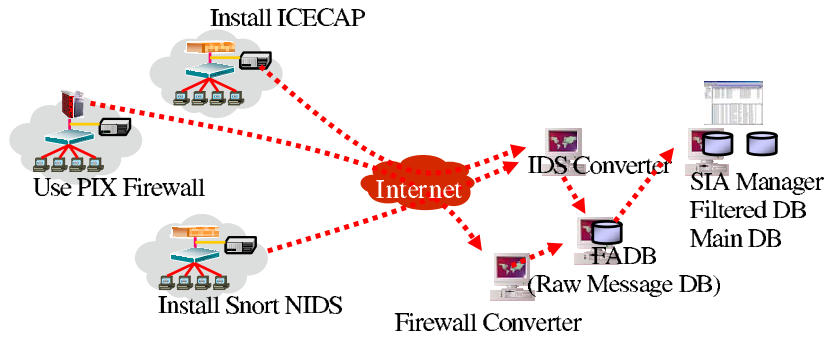 Install ICECAP
Use PIX Firewall
Install Snort NIDS
Internet
IDS Converter
Firewall Converter
FADB
(Raw Message DB)
SIA Manager
Filtered DB
Main DB